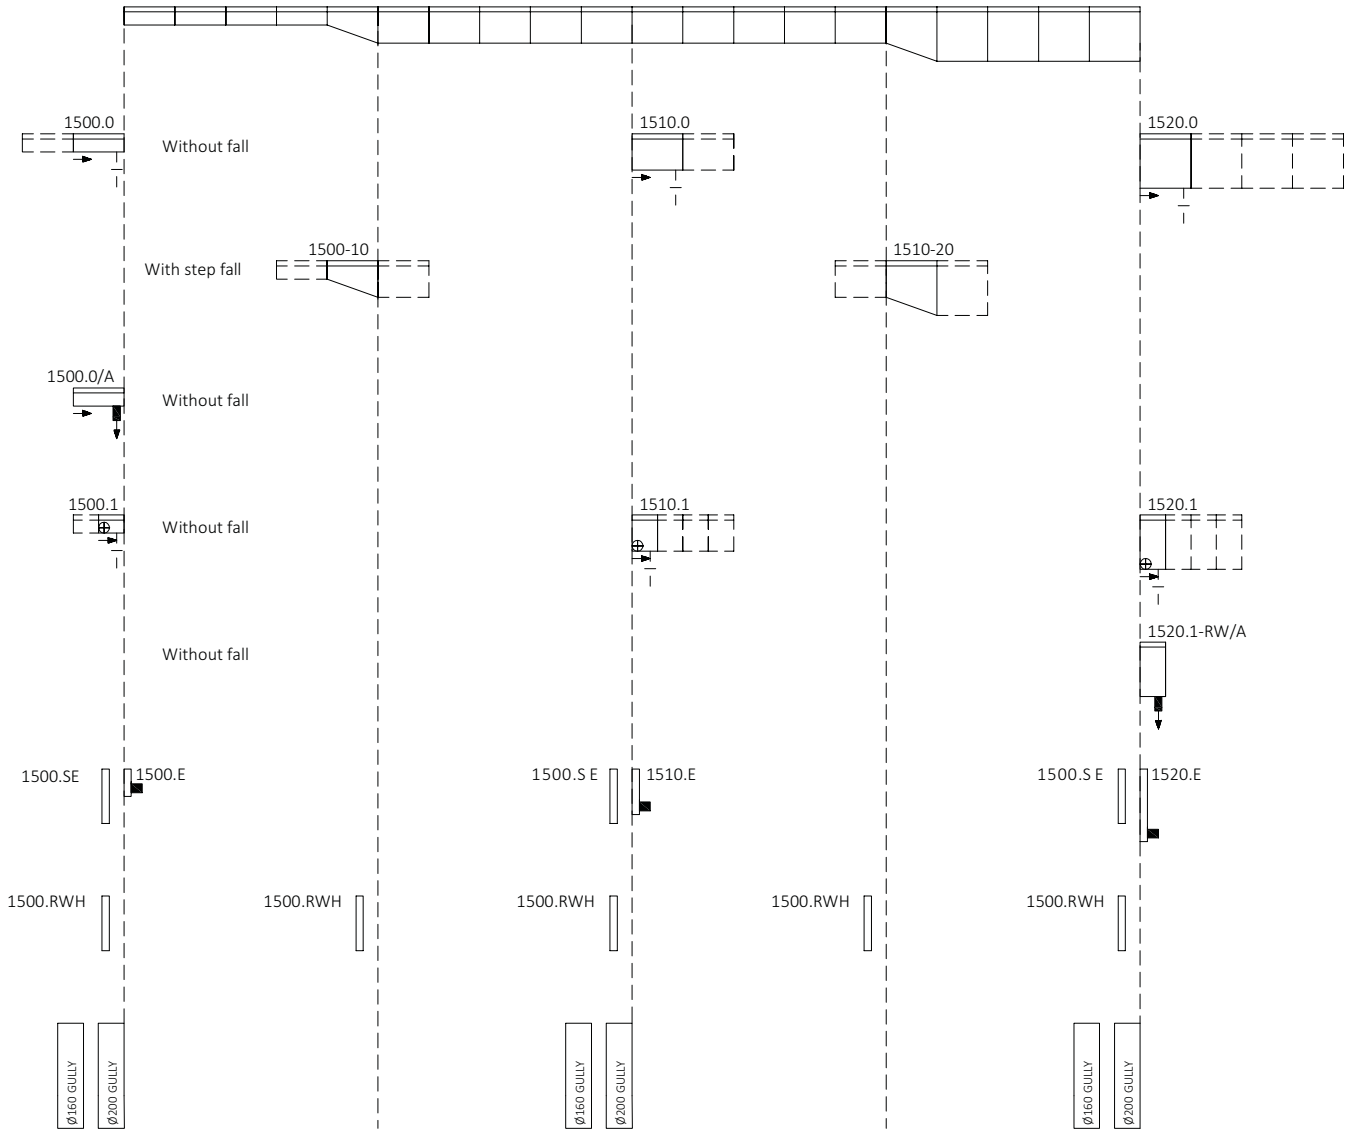 1500.0
1510.0
1520.0
Without fall
1500-10
1510-20
With step fall
1500.0/A
Without fall
1500.1
1510.1
1520.1
Without fall
1520.1-RW/A
Without fall
1500.SE
1500.E
1500.S E
1510.E
1500.S E
1520.E
1500.RWH
1500.RWH
1500.RWH
1500.RWH
1500.RWH
Ø160 GULLY
Ø200 GULLY
Ø160 GULLY
Ø200 GULLY
Ø160 GULLY
Ø200 GULLY